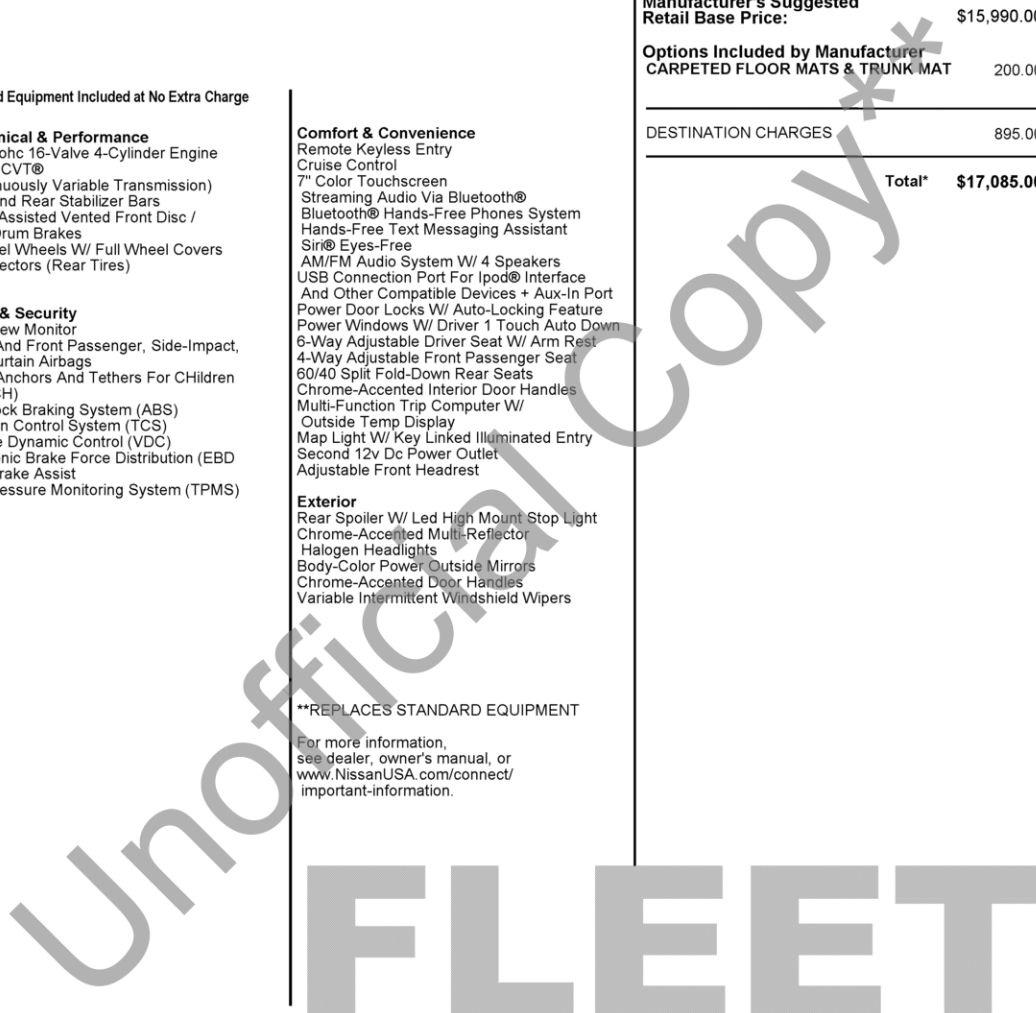 d Equipment Included at No Extra Charge
nical & Performance
ohc 16-Valve 4-Cylinder Engine
CVT®
nuously Variable Transmission)
nd Rear Stabilizer Bars
Assisted Vented Front Disc /
Drum Brakes
el Wheels W/ Full Wheel Covers
ectors (Rear Tires)
& Security
ew Monitor
And Front Passenger, Side-Impact,
urtain Airbags
Anchors And Tethers For CHildren
CH)
ock Braking System (ABS)
n Control System (TCS)
e Dynamic Control (VDC)
onic Brake Force Distribution (EBD
rake Assist
essure Monitoring System (TPMS)
Comfort & Convenience
Remote Keyless Entry
Cruise Control
7" Color Touchscreen
Streaming Audio Via Bluetooth®
Bluetooth® Hands-Free Phones System
Hands-Free Text Messaging Assistant
Siri® Eyes-Free
AM/FM Audio System W/ 4 Speakers
USB Connection Port For Ipod® Interface
And Other Compatible Devices + Aux-In Port
Power Door Locks W/ Auto-Locking Feature
Power Windows W/ Driver 1 Touch Auto Down
6-Way Adjustable Driver Seat W/ Arm Rest
4-Way Adjustable Front Passenger Seat
60/40 Split Fold-Down Rear Seats
Chrome-Accented Interior Door Handles
Multi-Function Trip Computer W/
Outside Temp Display
Map Light W/ Key Linked Illuminated Entry
Second 12v Dc Power Outlet
Adjustable Front Headrest
Exterior
Rear Spoiler W/ Led High Mount Stop Light
Chrome-Accented Multi-Reflector
Halogen Headlights
Body-Color Power Outside Mirrors
Chrome-Accented Door Handles
Variable Intermittent Windshield Wipers
**REPLACES STANDARD EQUIPMENT
For more information,
see dealer, owner's manual, or
www.NissanUSA.com/connect/
important-information.
Manufacturer's Suggested
Retail Base Price: $15,990.00
Options Included by Manufacturer
CARPETED FLOOR MATS & TRUNK MAT 200.00
DESTINATION CHARGES 895.00
Total* $17,085.00
Unofficial Copy**
FLEET